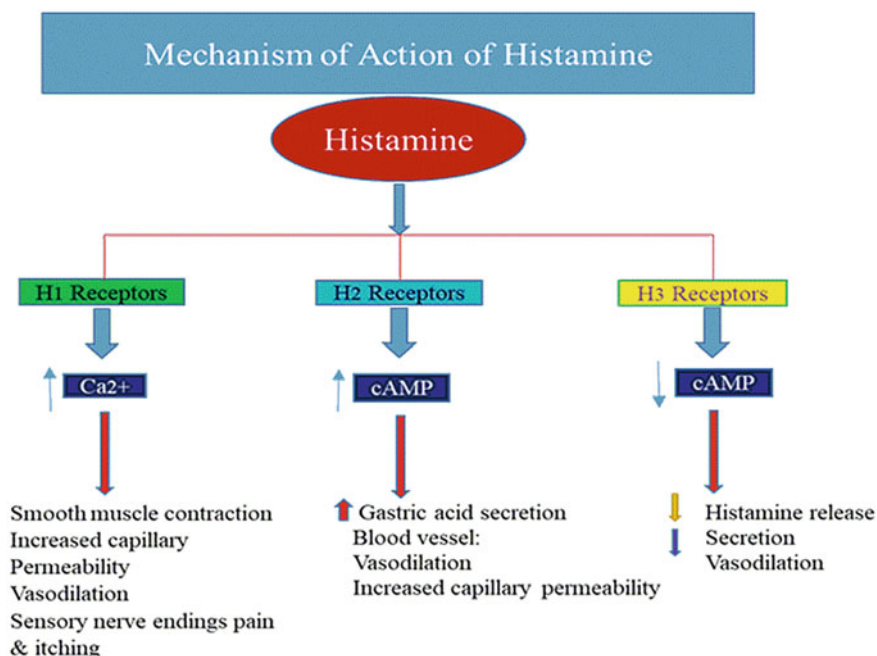 Mechanism of Action of Histamine
Histamine
H1 Receptors
H2 Receptors
H3 Receptors
Ca2+
cAMP
cAMP
Smooth muscle contraction
Increased capillary
Permeability
Vasodilation
Sensory nerve endings pain
& itching
Gastric acid secretion
Blood vessel:
Vasodilation
Increased capillary permeability
Histamine release
Secretion
Vasodilation